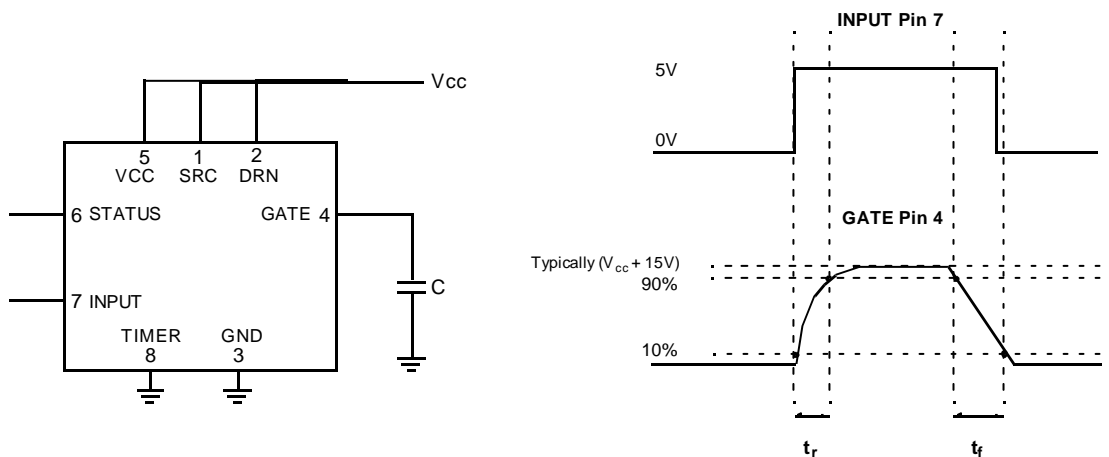 Vcc
5 1 2
VCC SRC DRN
6 STATUS
GATE 4
7 INPUT
C
TIMER GND
8 3
INPUT Pin 7
5V
0V
GATE Pin 4
Typically (Vcc + 15V)
90%
10%
tr tf